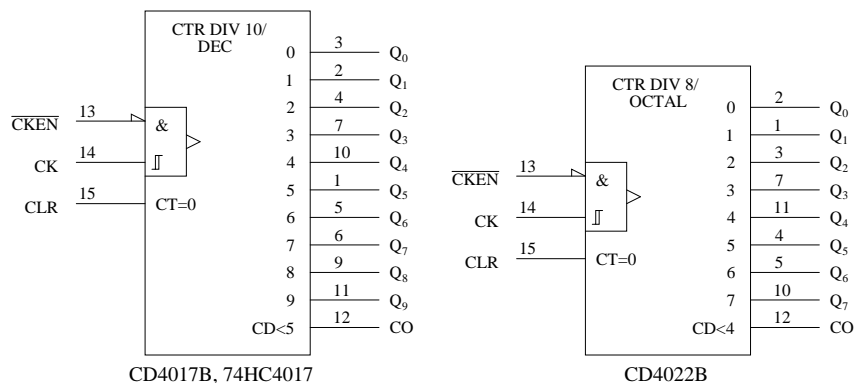 CTR DIV 10/
DEC
0 3 Q0
1 2 Q1
2 4 Q2
3 7 Q3
4 10 Q4
5 1 Q5
6 5 Q6
7 6 Q7
8 9 Q8
9 11 Q9
CD<5 12 CO
CKEN 13
&
CK 14
CLR 15
CT=0
CD4017B, 74HC4017
CTR DIV 8/
OCTAL
0 2 Q0
1 1 Q1
2 3 Q2
3 7 Q3
4 11 Q4
5 4 Q5
6 5 Q6
7 10 Q7
CD<4 12 CO
CKEN 13
&
CK 14
CLR 15
CT=0
CD4022B